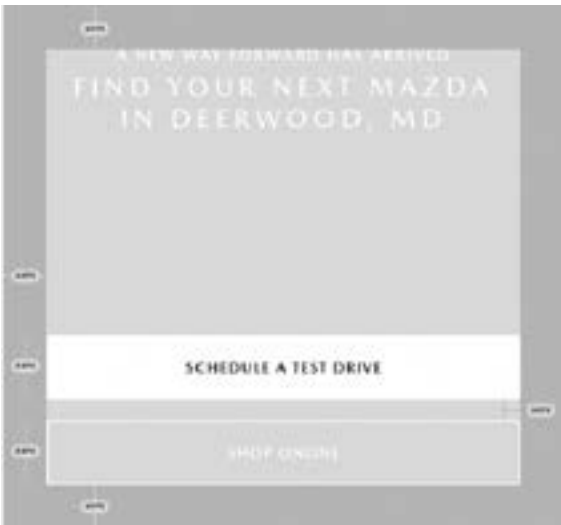 A NEW WAY FORWARD HAS ARRIVED
FIND YOUR NEXT MAZDA
IN DEERWOOD, MD
SCHEDULE A TEST DRIVE
SHOP ONLINE